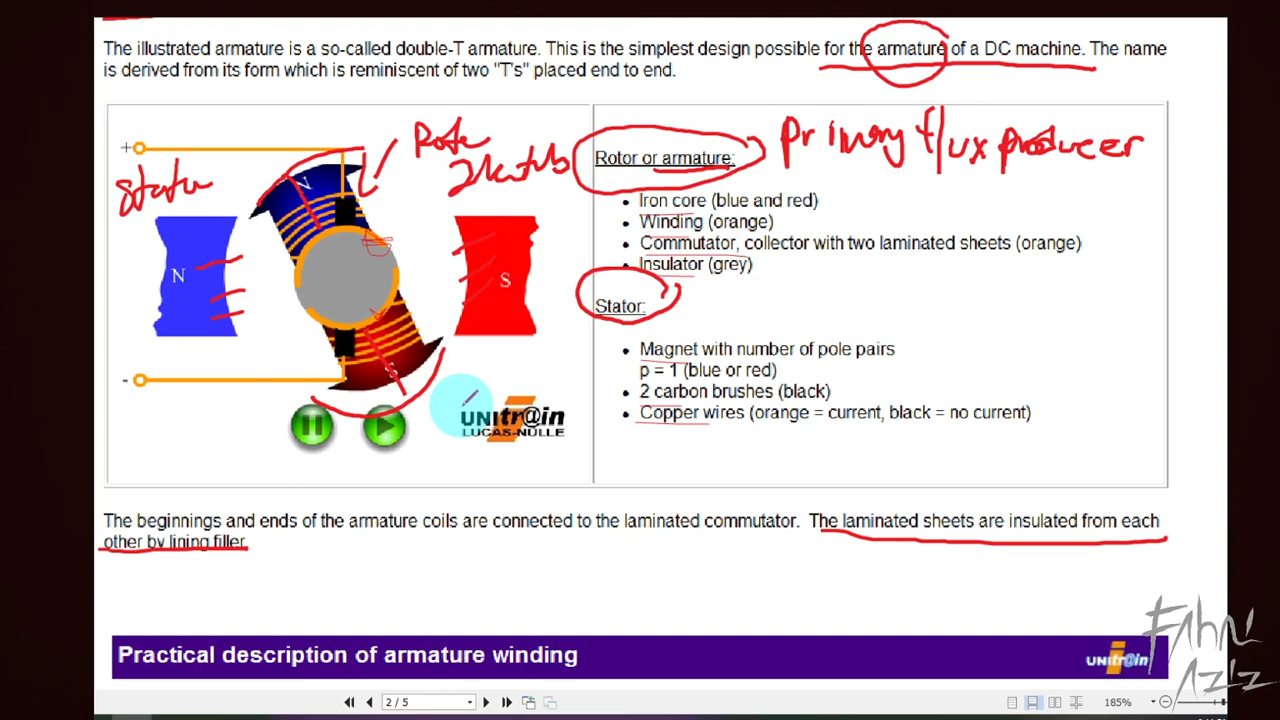 The illustrated armature is a so-called double-T armature. This is the simplest design possible for the armature of a DC machine. The name
is derived from its form which is reminiscent of two "T's" placed end to end.
+
Stator
N
Rotor
N
S
S
-
UNItr@in
LUCAS-NÜLLE
Primary flux producer
Rotor or armature:
Iron core (blue and red)
Winding (orange)
Commutator, collector with two laminated sheets (orange)
Insulator (grey)
Stator:
Magnet with number of pole pairs
p = 1 (blue or red)
2 carbon brushes (black)
Copper wires (orange = current, black = no current)
The beginnings and ends of the armature coils are connected to the laminated commutator. The laminated sheets are insulated from each
other by lining filler.
Practical description of armature winding
UNItr@in
FAHNI
AZIZ
2 / 5
185%